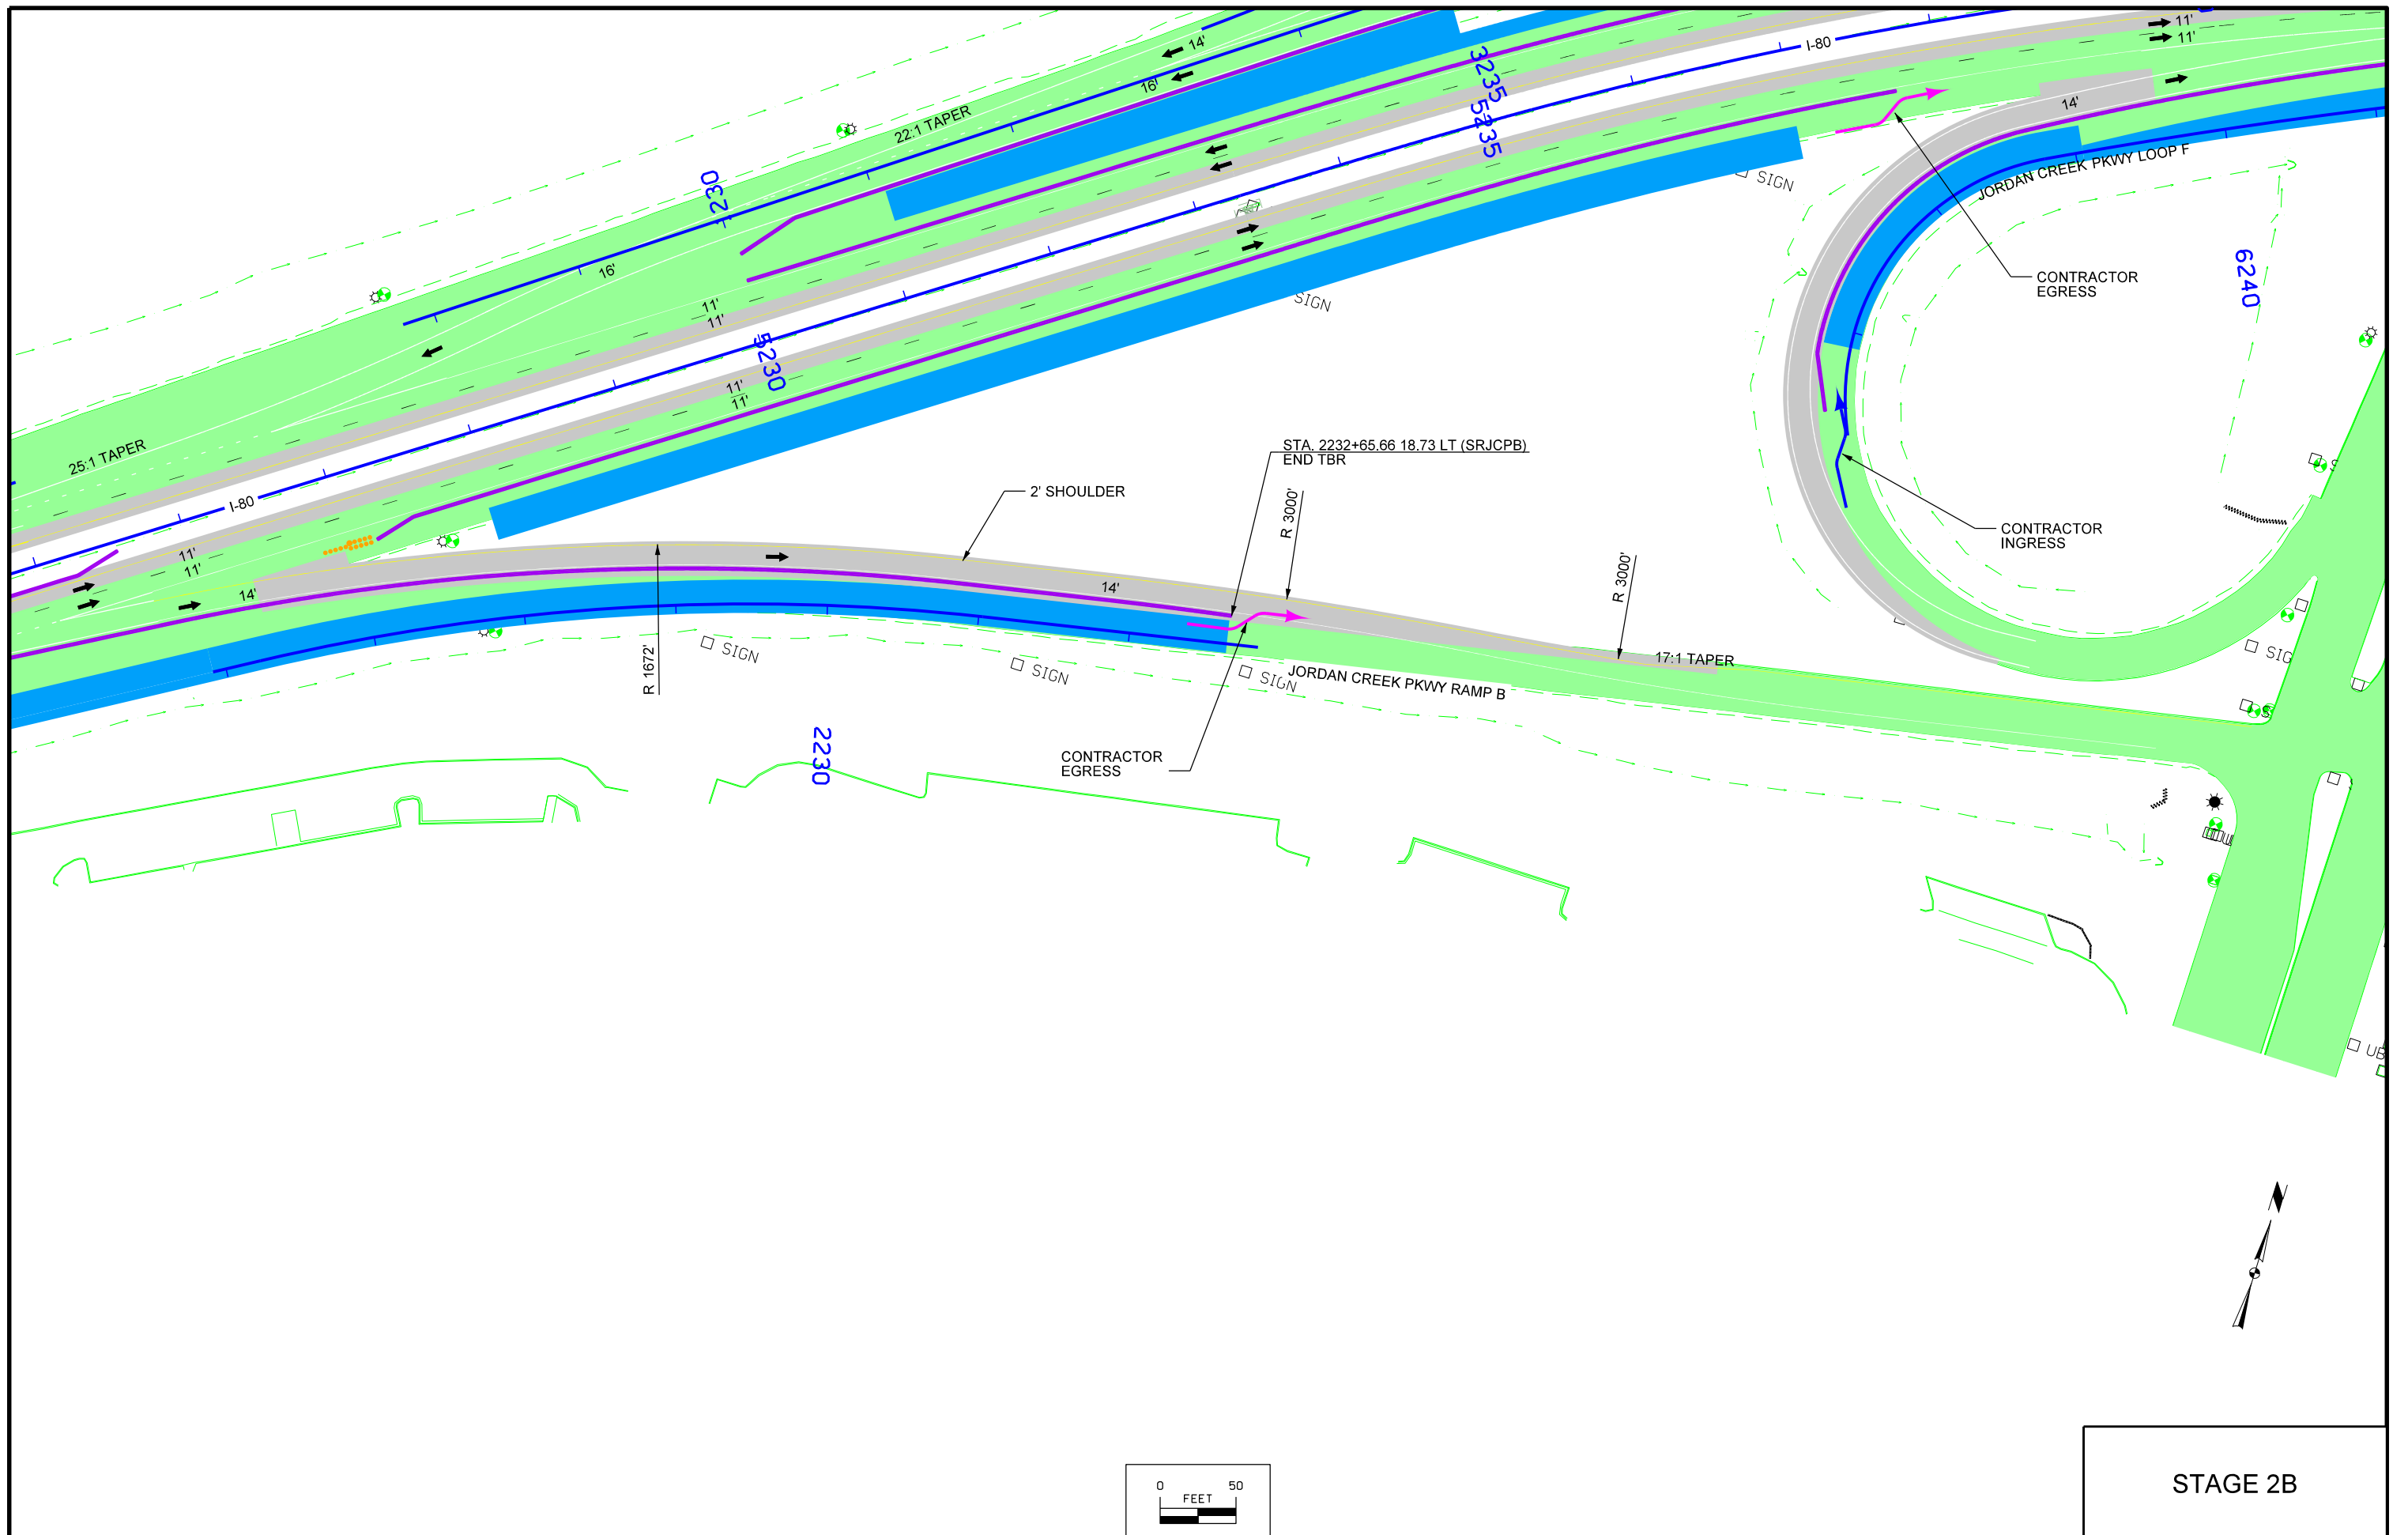 11'
14'
11'
I-80
3235
5235
16'
14'
22:1 TAPER
JORDAN CREEK PKWY LOOP F
SIGN
16'
CONTRACTOR
EGRESS
6240
SIGN
11'
11'
5230
11'
11'
25:1 TAPER
STA. 2232+65.66 18.73 LT (SRJCPB)
END TBR
I-80
2' SHOULDER
R 3000'
CONTRACTOR
INGRESS
11'
11'
R 3000'
14'
14'
R 1672'
SIGN
SIGN
SIGN
17:1 TAPER
JORDAN CREEK PKWY RAMP B
2230
CONTRACTOR
EGRESS
N
0 50
FEET
STAGE 2B